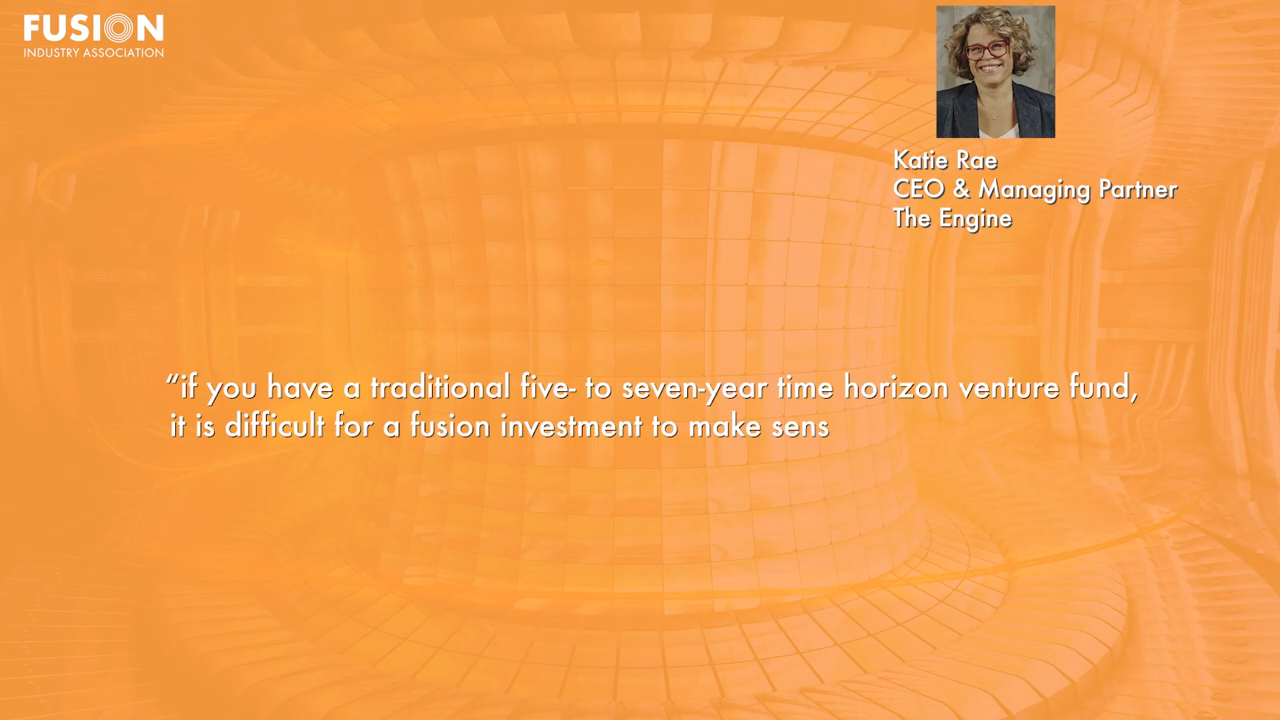 FUSION
INDUSTRY ASSOCIATION
Katie Rae
CEO & Managing Partner
The Engine
“if you have a traditional five- to seven-year time horizon venture fund,
it is difficult for a fusion investment to make sens